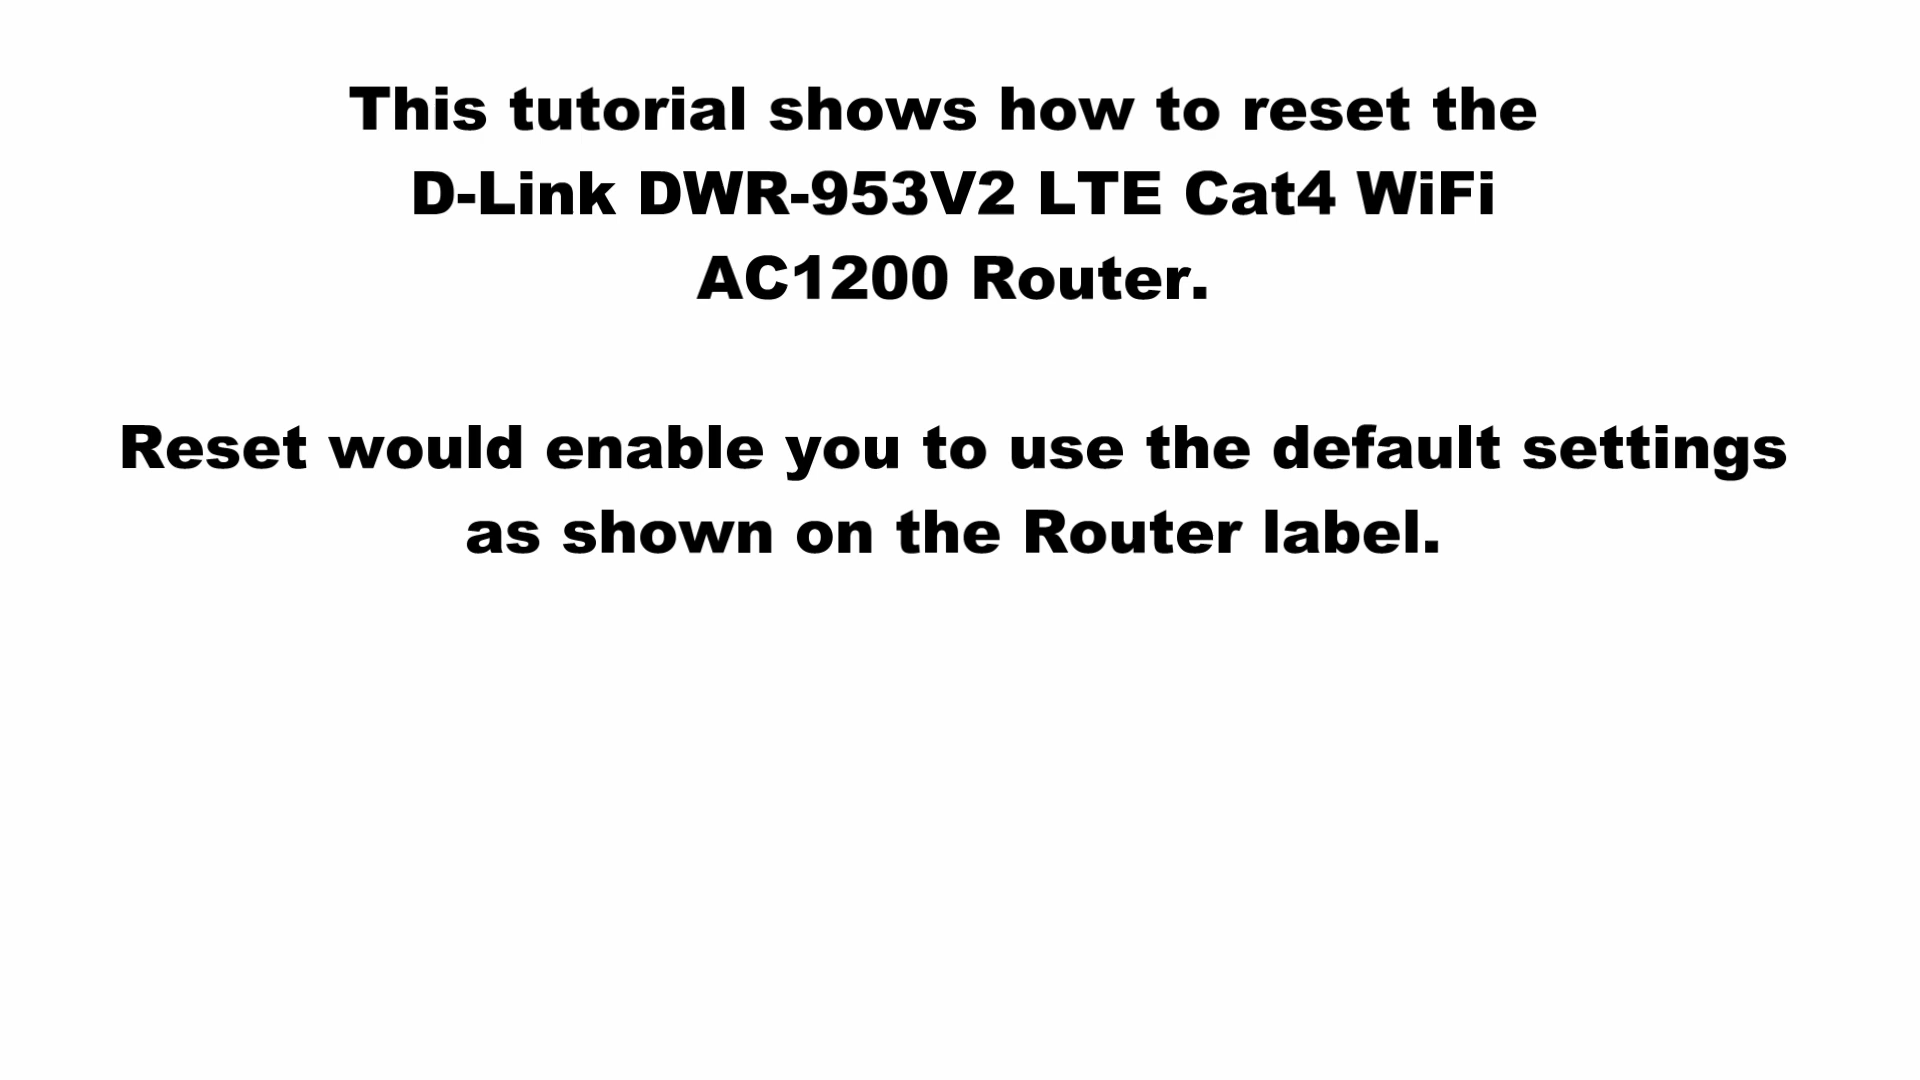 This tutorial shows how to reset the
D-Link DWR-953V2 LTE Cat4 WiFi
AC1200 Router.
Reset would enable you to use the default settings
as shown on the Router label.